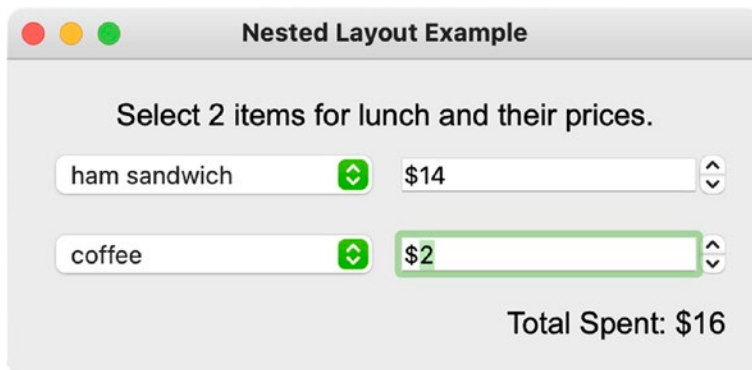 Nested Layout Example
Select 2 items for lunch and their prices.
ham sandwich $14
coffee $2
Total Spent: $16